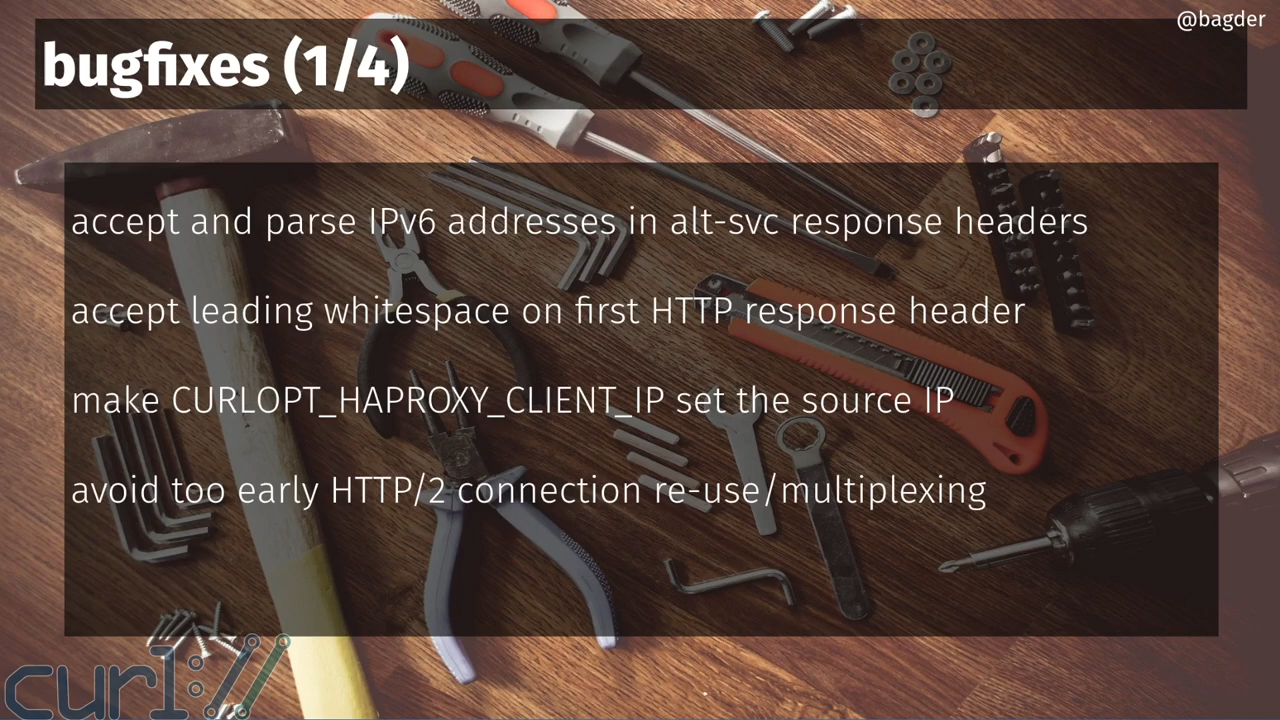 @bagder
bugfixes (1/4)
accept and parse IPv6 addresses in alt-svc response headers
accept leading whitespace on first HTTP response header
make CURLOPT_HAPROXY_CLIENT_IP set the source IP
avoid too early HTTP/2 connection re-use/multiplexing
curl://